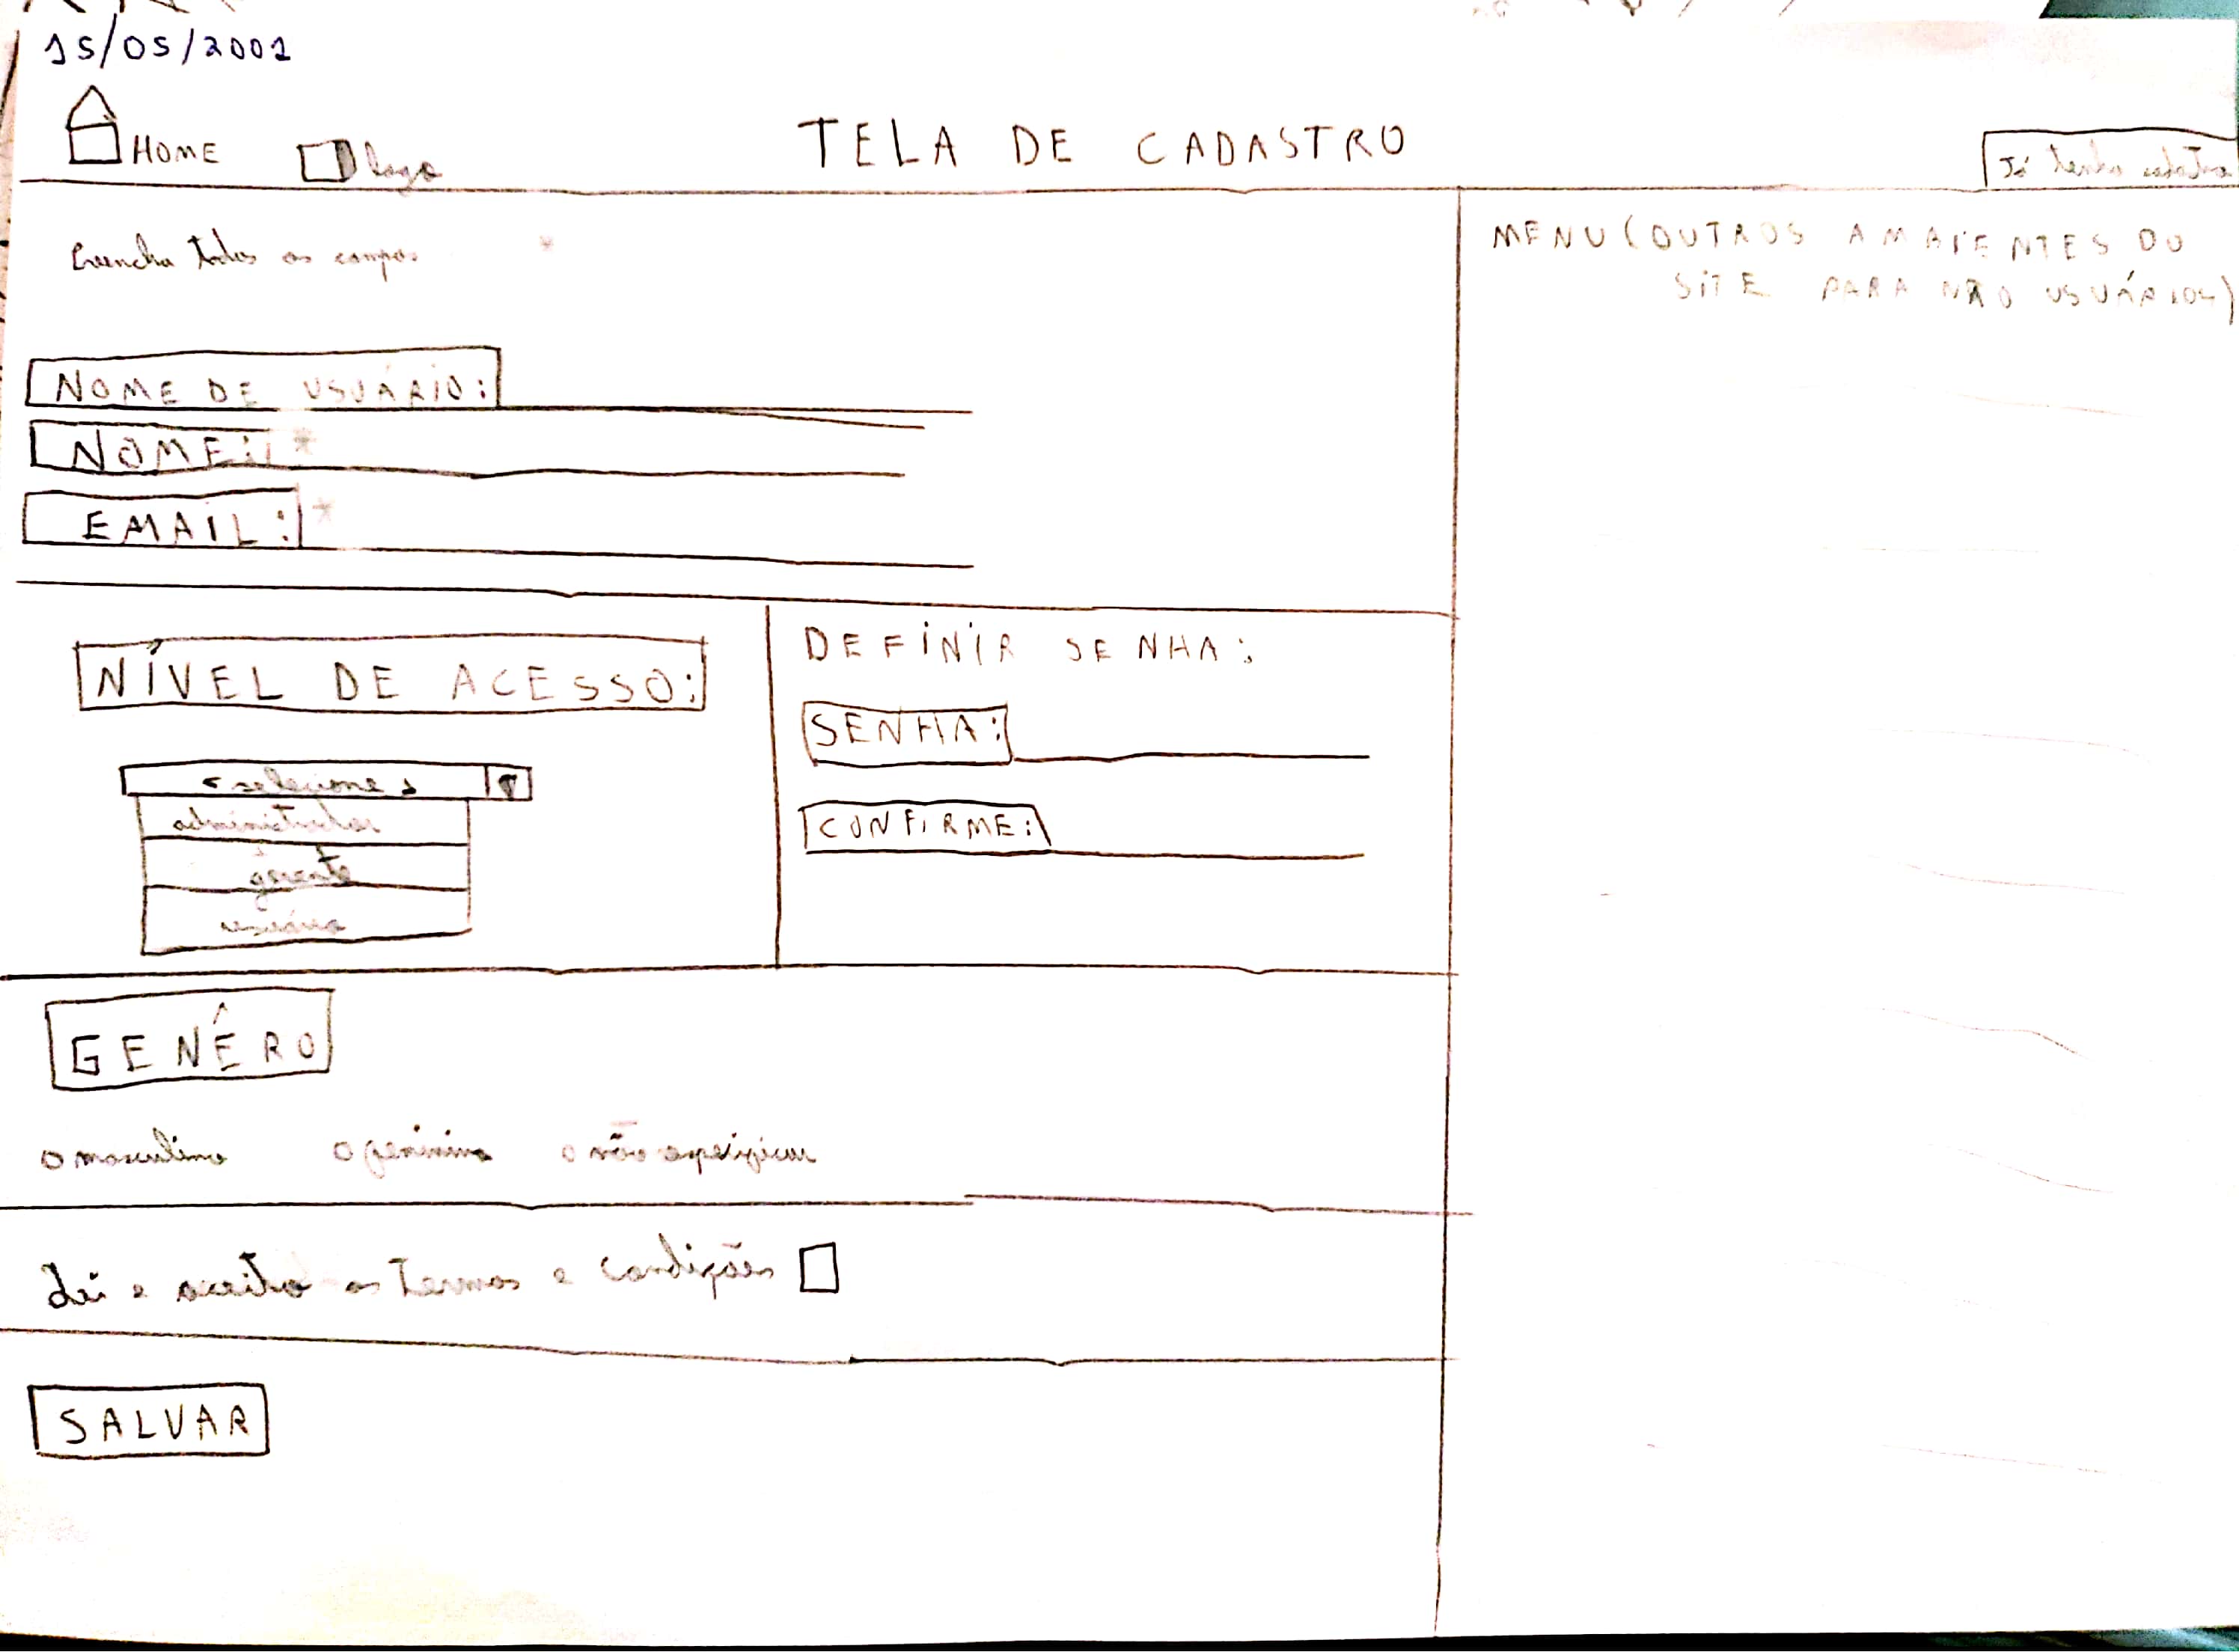 15/05/2001
HOME logo TELA DE CADASTRO Já tenho cadastro
Preencha todos os campos *
MENU (OUTROS AMBIENTES DO
SITE PARA NÃO USUÁRIOS)
NOME DE USUÁRIO:
NOME: *
EMAIL: *
NÍVEL DE ACESSO:
<selecione>
administrador
gerente
usuário
DEFINIR SENHA:
SENHA:
CONFIRME:
GENÊRO
masculino feminino não especificar
Li e aceito os termos e condições
SALVAR